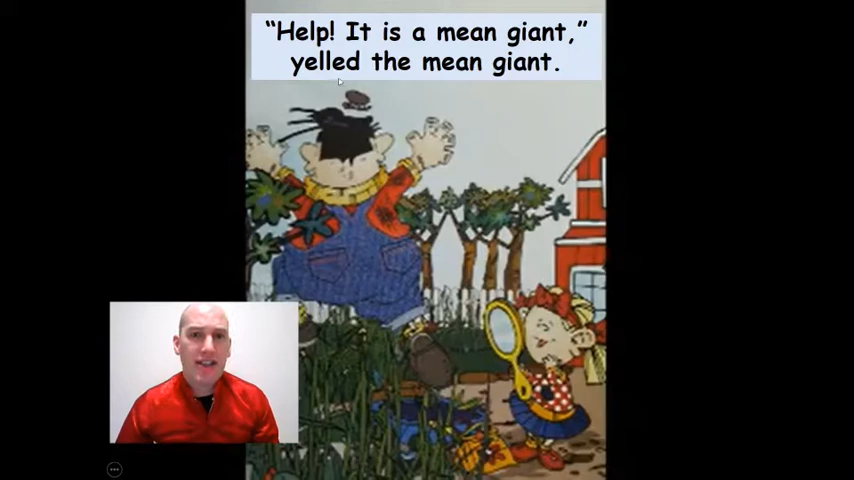 “Help! It is a mean giant,”
yelled the mean giant.